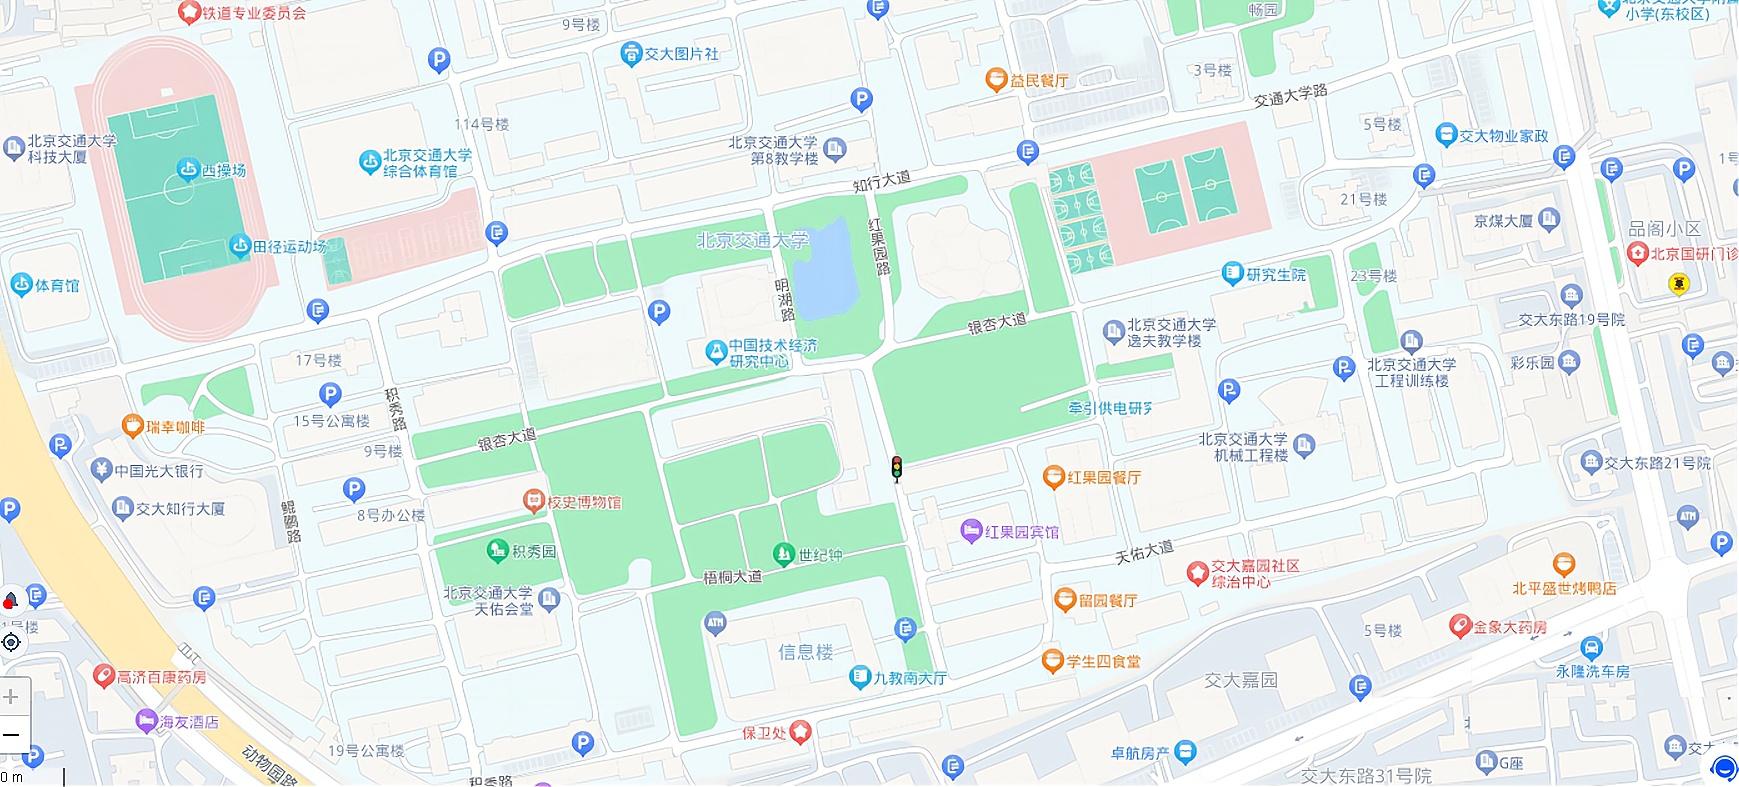 铁道专业委员会
9号楼
畅园
小学(东校区)
交大图片社
益民餐厅
3号楼
交通大学路
114号楼
5号楼
交大物业家政
北京交通大学
科技大厦
西操场
北京交通大学
综合体育馆
北京交通大学
第8教学楼
知行大道
21号楼
京煤大厦
品阁小区
田径运动场
北京交通大学
红果园路
北京国研门诊
体育馆
明湖路
研究生院
23号楼
交大东路19号院
银杏大道
北京交通大学
逸夫教学楼
17号楼
中国技术经济
研究中心
北京交通大学
工程训练楼
彩乐园
积秀路
15号公寓楼
牵引供电研
瑞幸咖啡
9号楼
银杏大道
北京交通大学
机械工程楼
中国光大银行
交大东路21号院
红果园餐厅
校史博物馆
交大知行大厦
8号办公楼
鲲鹏路
ATM
红果园宾馆
积秀园
世纪钟
天佑大道
梧桐大道
交大嘉园社区
综治中心
北平盛世烤鸭店
北京交通大学
天佑会堂
留园餐厅
ATM
1号楼
5号楼
金象大药房
信息楼
学生四食堂
永隆洗车房
高济百康药房
九教南大厅
交大嘉园
海友酒店
保卫处
19号公寓楼
卓航房产
动物园路
G座
交大
0 m
积秀路
交大东路31号院